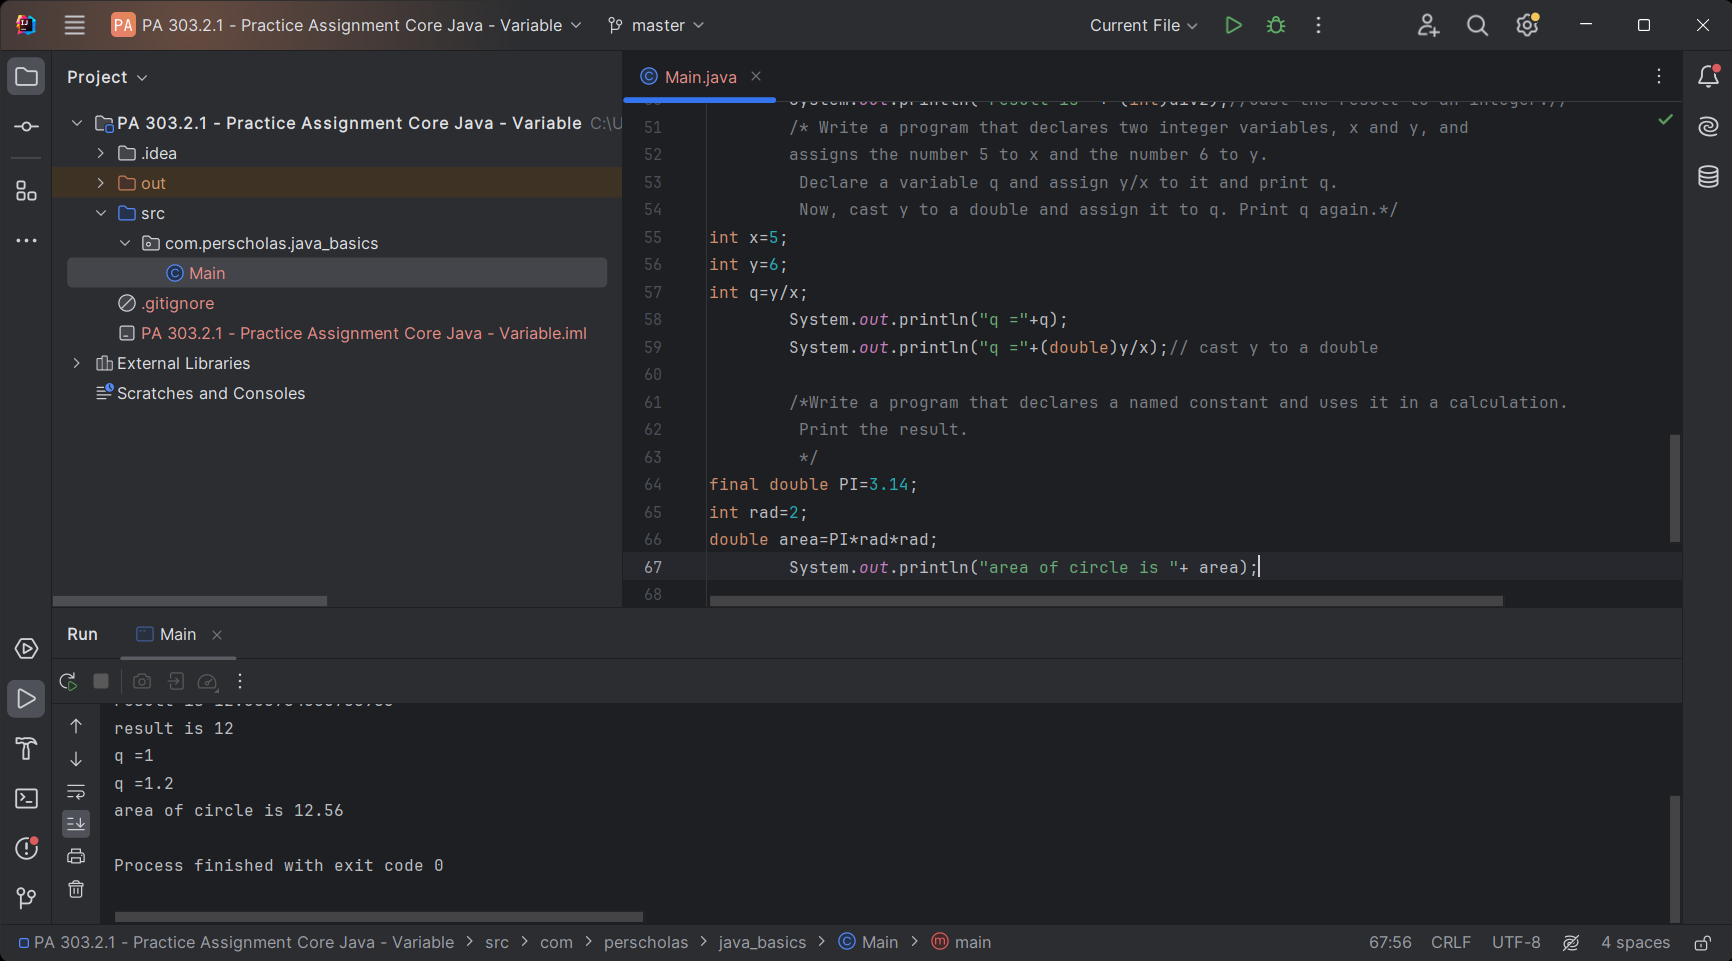 PA PA 303.2.1 - Practice Assignment Core Java - Variable master Current File
Project
PA 303.2.1 - Practice Assignment Core Java - Variable C:\U
.idea
out
src
com.perscholas.java_basics
Main
.gitignore
PA 303.2.1 - Practice Assignment Core Java - Variable.iml
External Libraries
Scratches and Consoles
Main.java
51 /* Write a program that declares two integer variables, x and y, and
52 assigns the number 5 to x and the number 6 to y.
53 Declare a variable q and assign y/x to it and print q.
54 Now, cast y to a double and assign it to q. Print q again.*/
55 int x=5;
56 int y=6;
57 int q=y/x;
58 System.out.println("q ="+q);
59 System.out.println("q ="+(double)y/x);// cast y to a double
60
61 /*Write a program that declares a named constant and uses it in a calculation.
62 Print the result.
63 */
64 final double PI=3.14;
65 int rad=2;
66 double area=PI*rad*rad;
67 System.out.println("area of circle is "+ area);
68
Run Main
result is 12
q =1
q =1.2
area of circle is 12.56
Process finished with exit code 0
PA 303.2.1 - Practice Assignment Core Java - Variable > src > com > perscholas > java_basics > Main > main 67:56 CRLF UTF-8 4 spaces